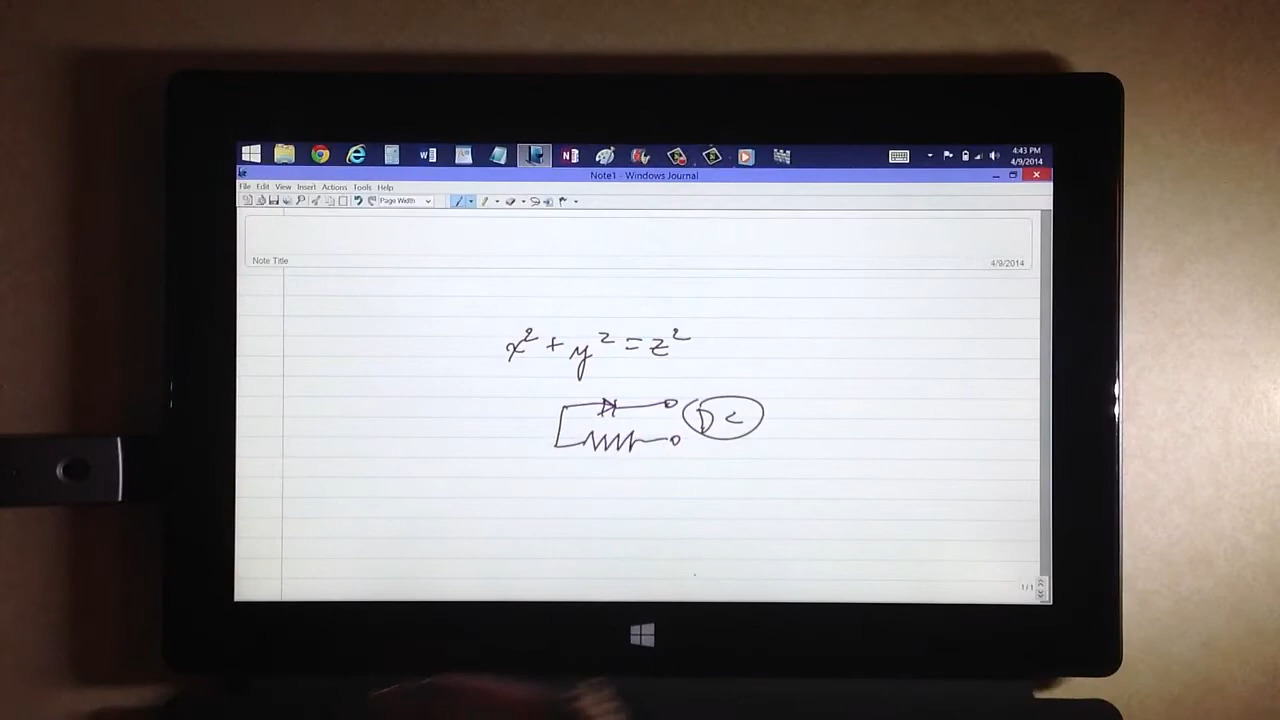 4:43 PM
4/9/2014
Note1 - Windows Journal
File Edit View Insert Actions Tools Help
Page Width
Note Title
4/9/2014
x² + y² = z²
DC
1/1